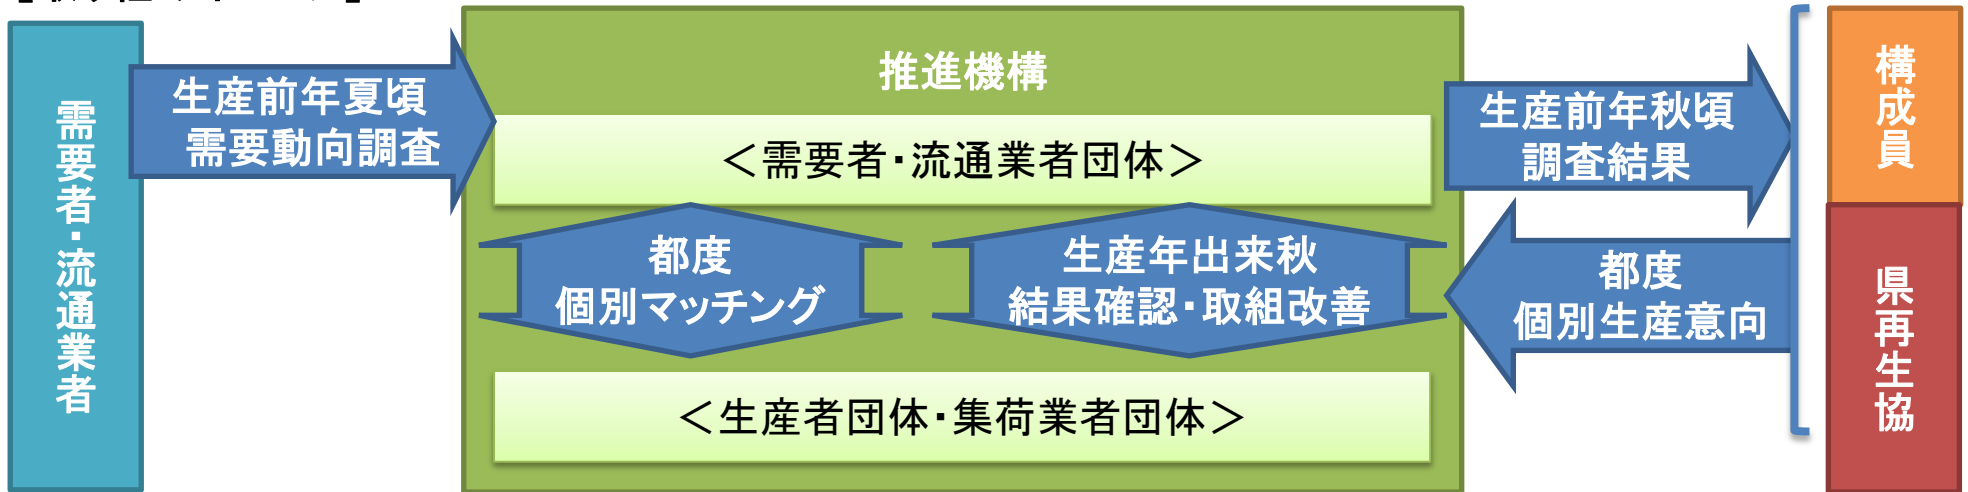 需要者・流通業者
生産前年夏頃
需要動向調査
推進機構
＜需要者・流通業者団体＞
都度
個別マッチング
生産年出来秋
結果確認・取組改善
＜生産者団体・集荷業者団体＞
生産前年秋頃
調査結果
都度
個別生産意向
構成員
県再生協